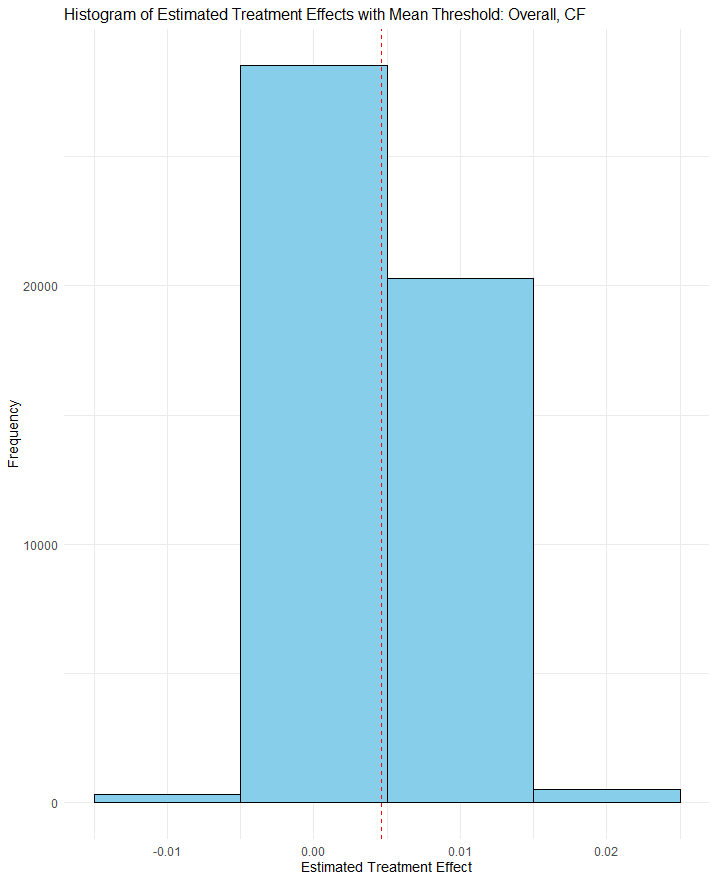 Histogram of Estimated Treatment Effects with Mean Threshold: Overall, CF
Frequency
20000
10000
0
-0.01
0.00
0.01
0.02
Estimated Treatment Effect